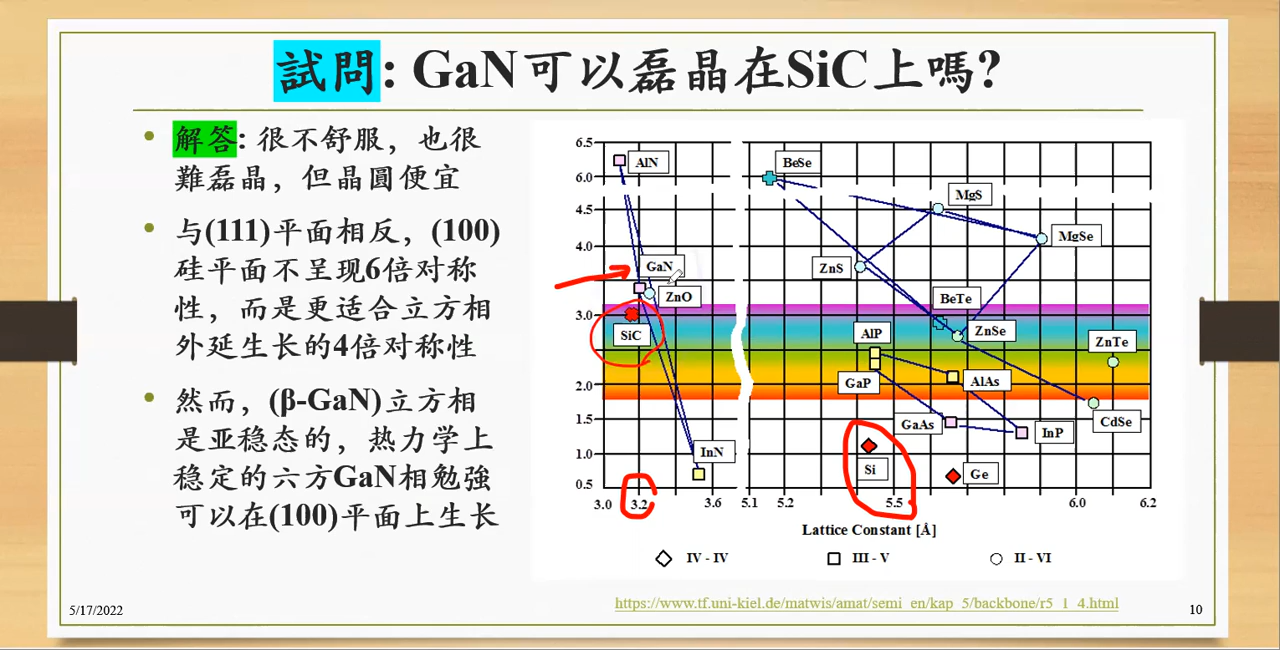 試問: GaN可以磊晶在SiC上嗎?
解答: 很不舒服，也很
難磊晶，但晶圓便宜
与(111)平面相反，(100)
硅平面不呈现6倍对称
性，而是更适合立方相
外延生长的4倍对称性
然而，(β-GaN)立方相
是亚稳态的，热力学上
稳定的六方GaN相勉強
可以在(100)平面上生长
6.5
6.0
4.5
4.0
3.0
2.0
1.0
0.5
AlN
GaN
ZnO
SiC
InN
BeSe
MgS
MgSe
ZnS
BeTe
ZnSe
ZnTe
AlP
GaP
AlAs
CdSe
GaAs
InP
Si
Ge
3.0 3.2 3.6 5.1 5.2 5.5 6.0 6.2
Lattice Constant [Å]
IV - IV III - V II - VI
https://www.tf.uni-kiel.de/matwis/amat/semi_en/kap_5/backbone/r5_1_4.html
5/17/2022
10